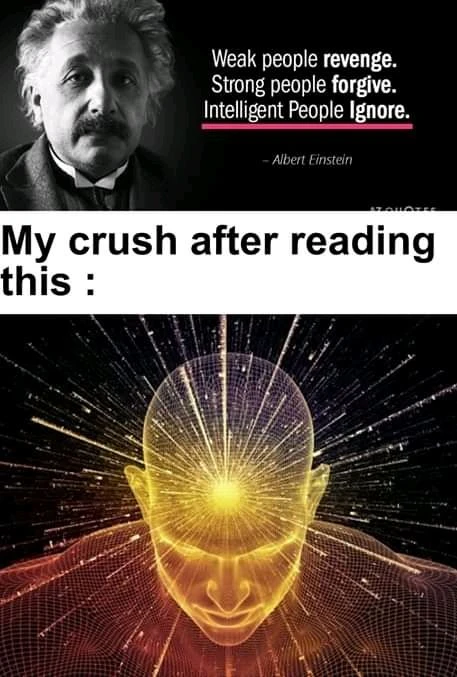 Weak people revenge.
Strong people forgive.
Intelligent People Ignore.
– Albert Einstein
My crush after reading
this :